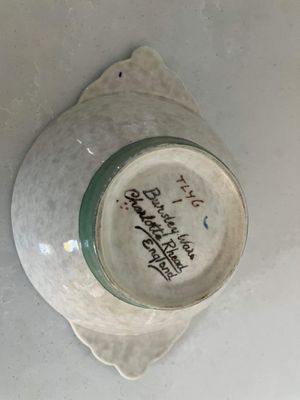 TL46
1
Bursley Ware
Charlotte Rhead
England